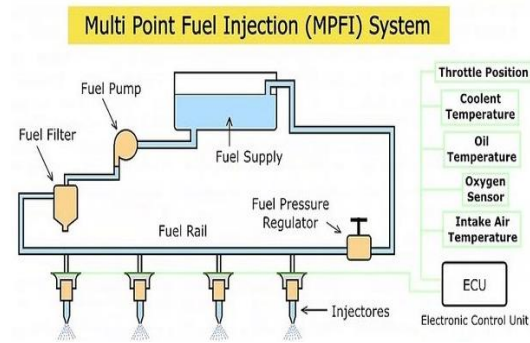 Multi Point Fuel Injection (MPFI) System
Fuel Pump
Fuel Filter
Fuel Supply
Fuel Pressure
Regulator
Fuel Rail
Injectores
Throttle Position
Coolent
Temperature
Oil
Temperature
Oxygen
Sensor
Intake Air
Temperature
ECU
Electronic Control Unit